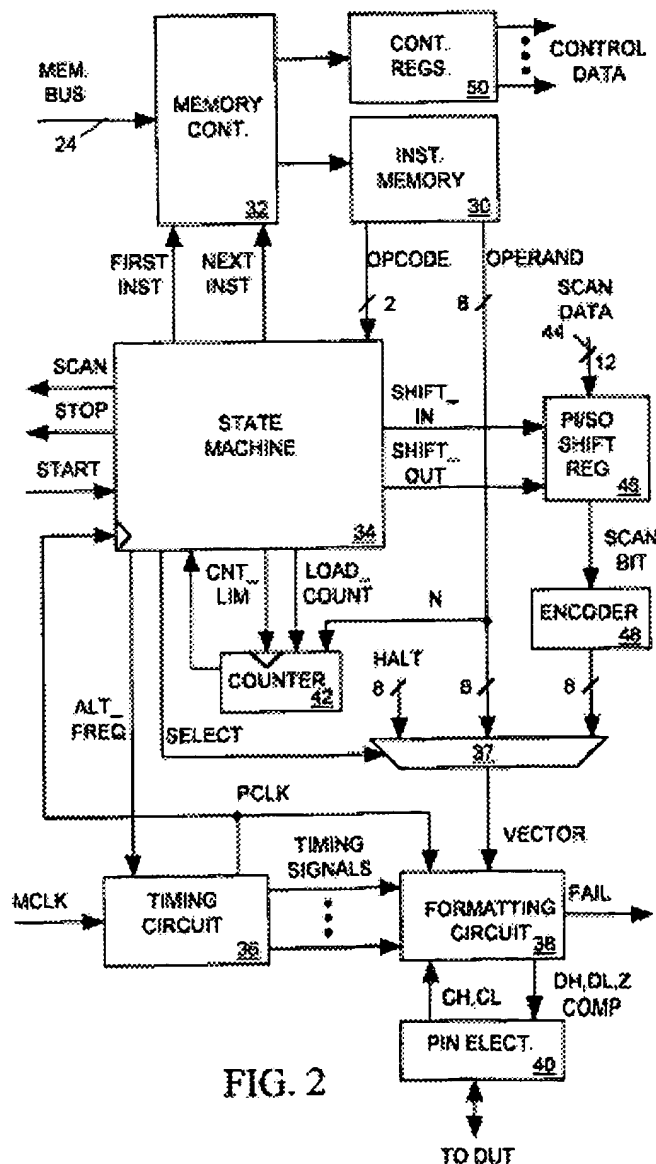 MEM.
BUS
24
MEMORY
CONT.
32
CONT.
REGS.
50
CONTROL
DATA
INST.
MEMORY
30
FIRST
INST
NEXT
INST
OPCODE
2
OPERAND
8
SCAN
DATA
44
12
SCAN
STOP
START
STATE
MACHINE
34
SHIFT_
IN
SHIFT_
OUT
PI/SO
SHIFT
REG
46
SCAN
BIT
CNT_
LIM
LOAD_
COUNT
N
ENCODER
48
COUNTER
42
HALT
8
8
8
ALT_
FREQ
SELECT
37
PCLK
VECTOR
TIMING
SIGNALS
MCLK
TIMING
CIRCUIT
36
FORMATTING
CIRCUIT
38
FAIL
CH,CL
DH,DL,Z
COMP
PIN ELECT.
40
FIG. 2
TO DUT